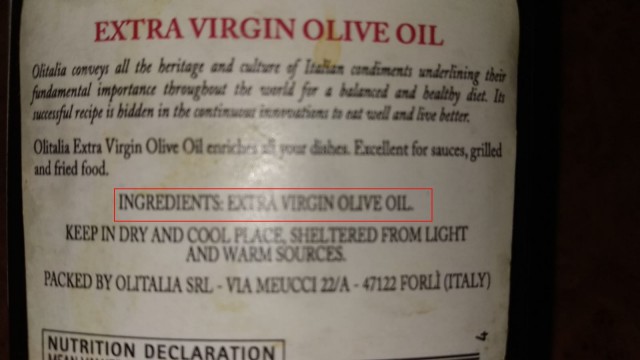 EXTRA VIRGIN OLIVE OIL
Olitalia conveys all the heritage and culture of Italian condiments underlining their
fundamental importance throughout the world for a balanced and healthy diet. Its
successful recipe is hidden in the continuous innovations to eat well and live better.
Olitalia Extra Virgin Olive Oil enriches all your dishes. Excellent for sauces, grilled
and fried food.
INGREDIENTS: EXTRA VIRGIN OLIVE OIL.
KEEP IN DRY AND COOL PLACE, SHELTERED FROM LIGHT
AND WARM SOURCES.
PACKED BY OLITALIA SRL - VIA MEUCCI 22/A - 47122 FORLÌ (ITALY)
NUTRITION DECLARATION
4